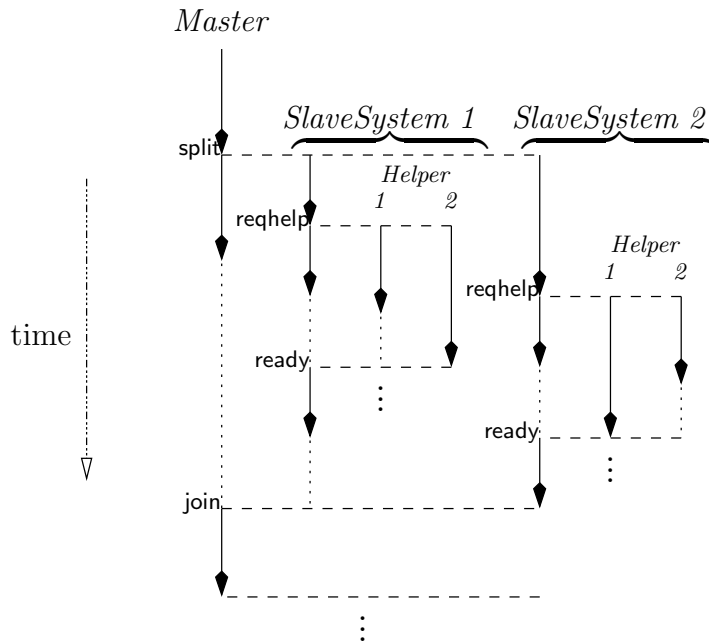 Master
SlaveSystem 1 SlaveSystem 2
split
Helper
1 2
reqhelp
Helper
1 2
reqhelp
time
ready
ready
join